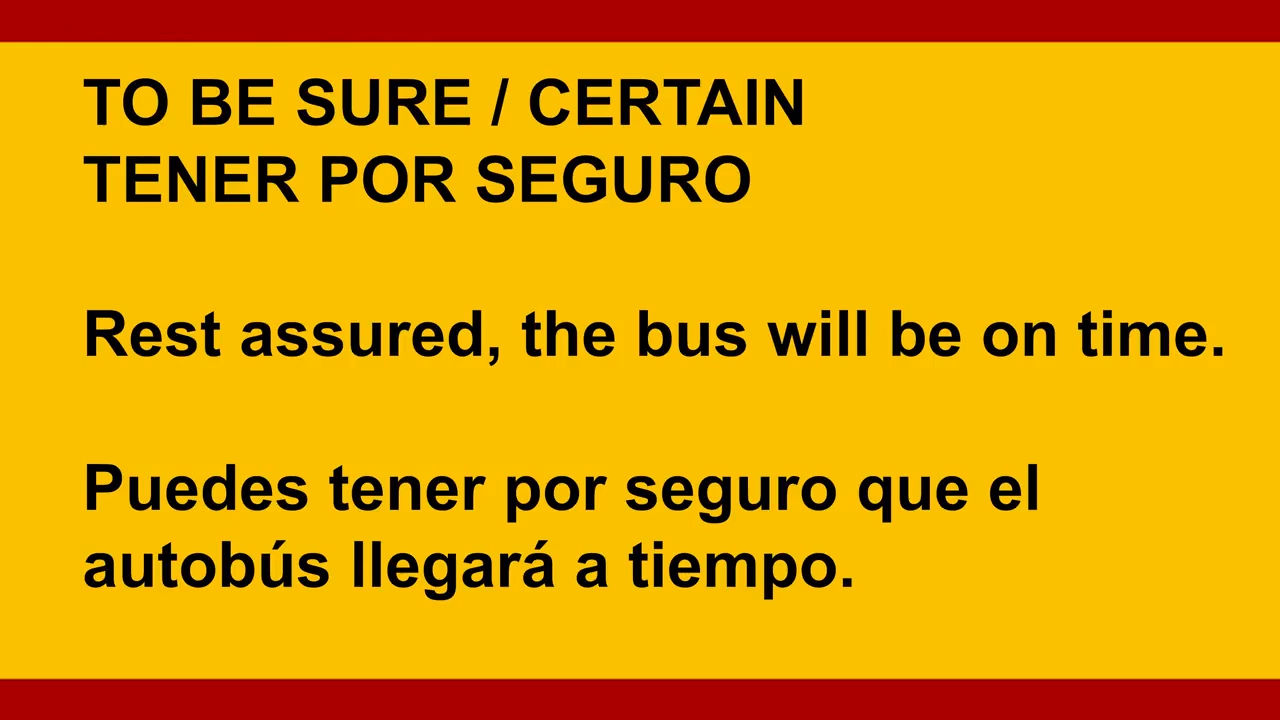 TO BE SURE / CERTAIN
TENER POR SEGURO
Rest assured, the bus will be on time.
Puedes tener por seguro que el
autobús llegará a tiempo.